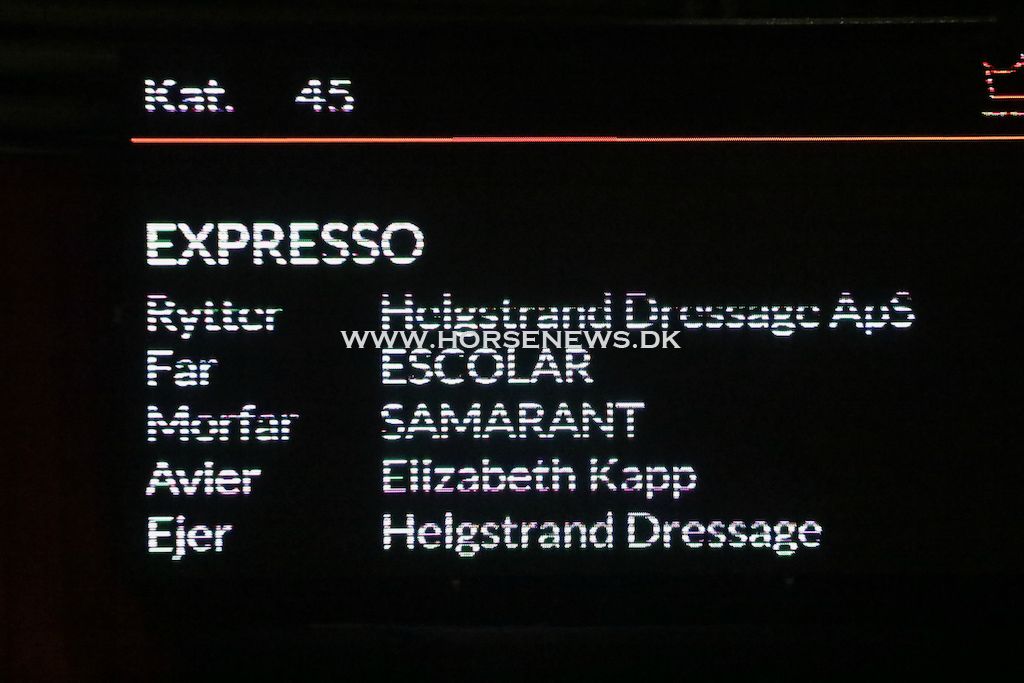 Kat. 45
EXPRESSO
Rytter Helgstrand Dressage ApS
WWW.HORSENEWS.DK
Far ESCOLAR
Morfar SAMARANT
Avler Elizabeth Kapp
Ejer Helgstrand Dressage